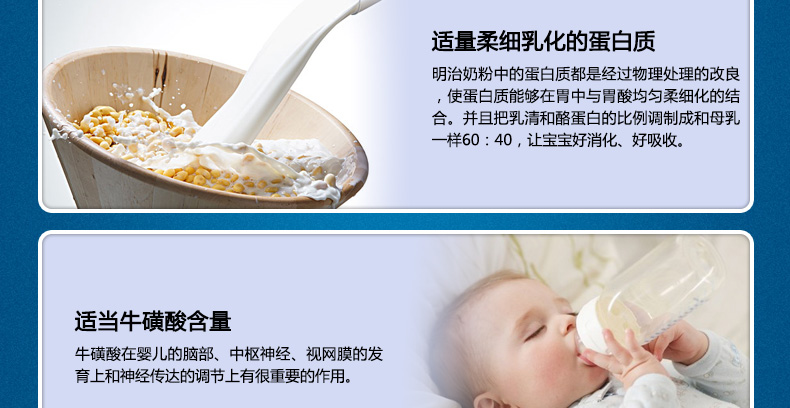 适量柔细乳化的蛋白质
明治奶粉中的蛋白质都是经过物理处理的改良
，使蛋白质能够在胃中与胃酸均匀柔细化的结
合。并且把乳清和酪蛋白的比例调制成和母乳
一样60：40，让宝宝好消化、好吸收。
适当牛磺酸含量
牛磺酸在婴儿的脑部、中枢神经、视网膜的发
育上和神经传达的调节上有很重要的作用。